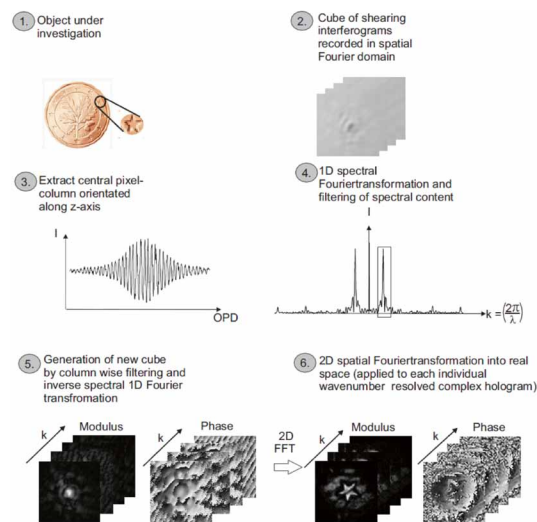 1. Object under
investigation
2. Cube of shearing
interferograms
recorded in spatial
Fourier domain
3. Extract central pixel-
column orientated
along z-axis
I
OPD
4. 1D spectral
Fouriertransformation and
filtering of spectral content
I
k = (2π/λ)
5. Generation of new cube
by column wise filtering and
inverse spectral 1D Fourier
transfromation
k
Modulus
k
Phase
2D
FFT
6. 2D spatial Fouriertransformation into real
space (applied to each individual
wavenumber resolved complex hologram)
k
Modulus
k
Phase